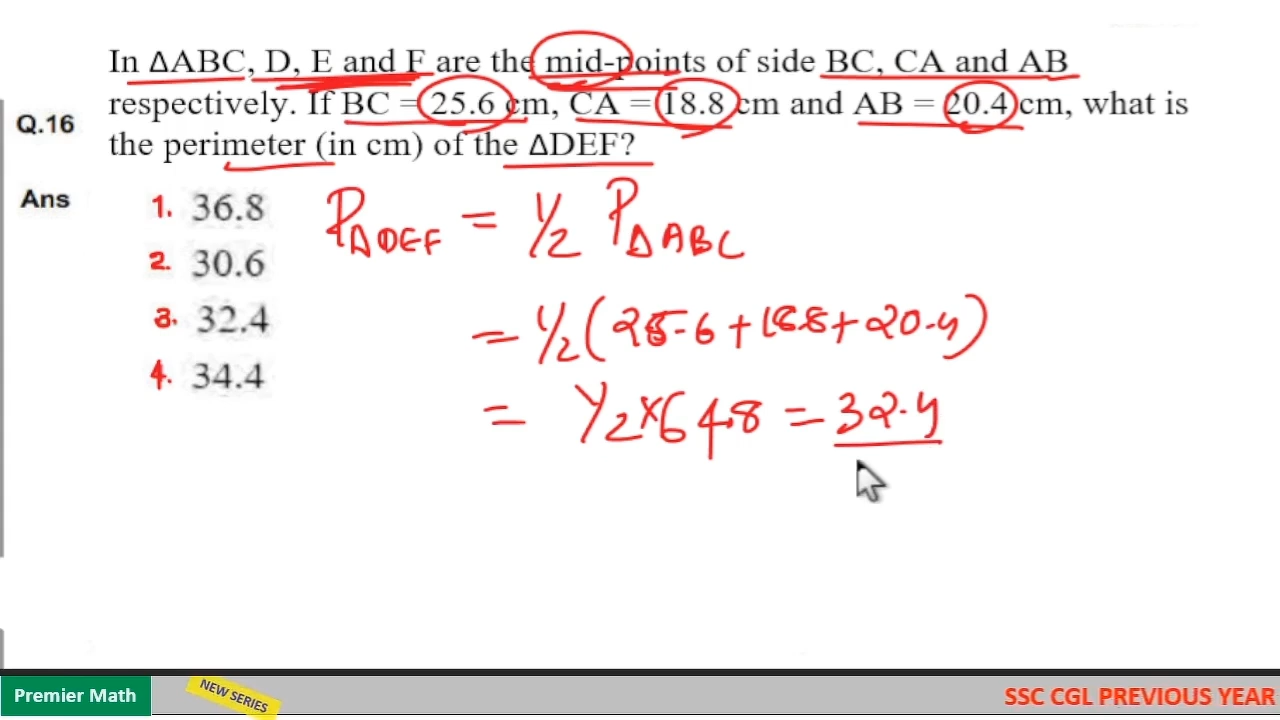 In ΔABC, D, E and F are the mid-points of side BC, CA and AB
respectively. If BC = 25.6 cm, CA = 18.8 cm and AB = 20.4 cm, what is
the perimeter (in cm) of the ΔDEF?
Q.16
Ans
1. 36.8
2. 30.6
3. 32.4
4. 34.4
P ΔDEF = 1/2 P ΔABC
= 1/2 (25.6 + 18.8 + 20.4)
= 1/2 × 64.8 = 32.4
Premier Math
NEW SERIES
SSC CGL PREVIOUS YEAR